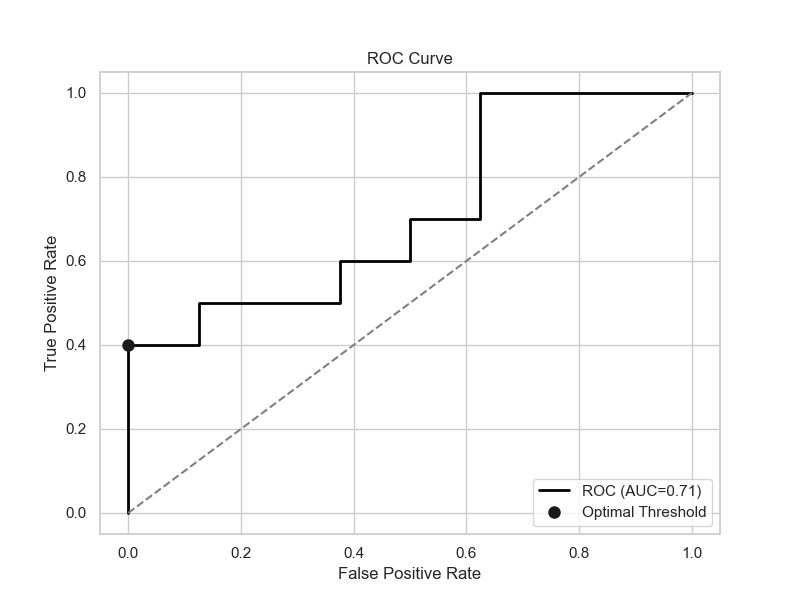 ROC Curve
True Positive Rate
1.0
0.8
0.6
0.4
0.2
0.0
0.0 0.2 0.4 0.6 0.8 1.0
False Positive Rate
ROC (AUC=0.71)
Optimal Threshold